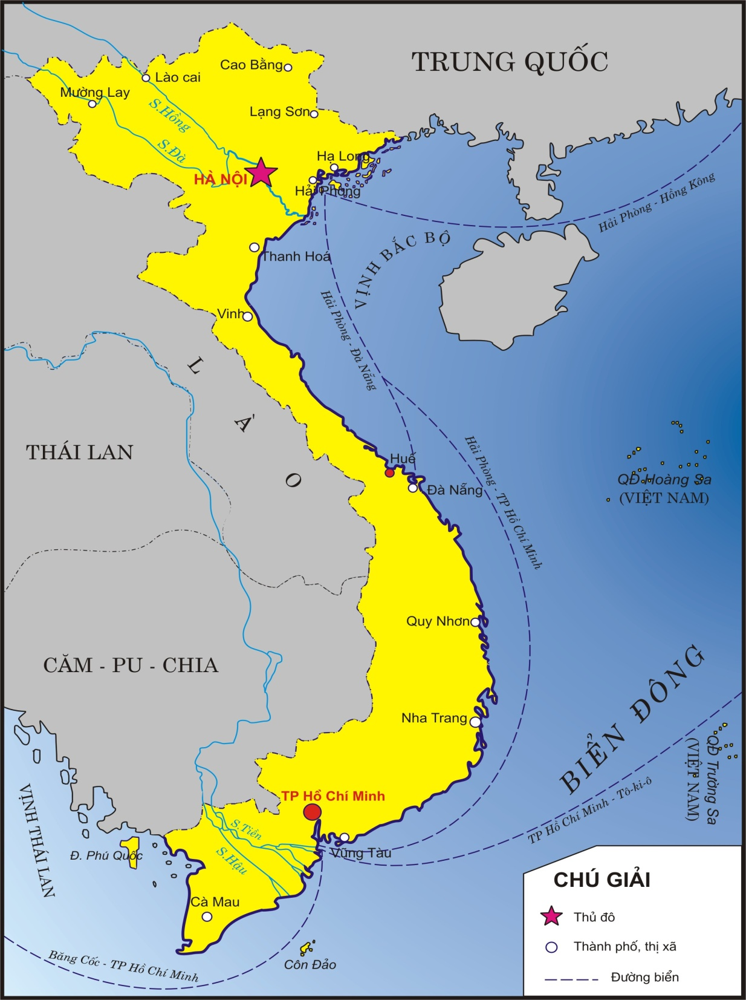 TRUNG QUỐC
Cao Bằng
Lào cai
Mường Lay
S.Hồng
Lạng Sơn
S.Đà
Hạ Long
HÀ NỘI
Hải Phòng
Hải Phòng - Hồng Kông
VỊNH BẮC BỘ
Thanh Hoá
Vinh
Hải Phòng - Đà Nẵng
L
À
O
THÁI LAN
Huế
Đà Nẵng
Hải Phòng - TP Hồ Chí Minh
QĐ.Hoàng Sa
(VIỆT NAM)
Quy Nhơn
CĂM - PU - CHIA
Nha Trang
BIỂN ĐÔNG
QĐ Trường Sa
(VIỆT NAM)
TP Hồ Chí Minh
TP Hồ Chí Minh - Tô-ki-ô
VỊNH THÁI LAN
S.Tiền
S.Hậu
Đ. Phú Quốc
Vũng Tàu
Cà Mau
Côn Đảo
Băng Cốc - TP Hồ Chí Minh
CHÚ GIẢI
Thủ đô
Thành phố, thị xã
Đường biển